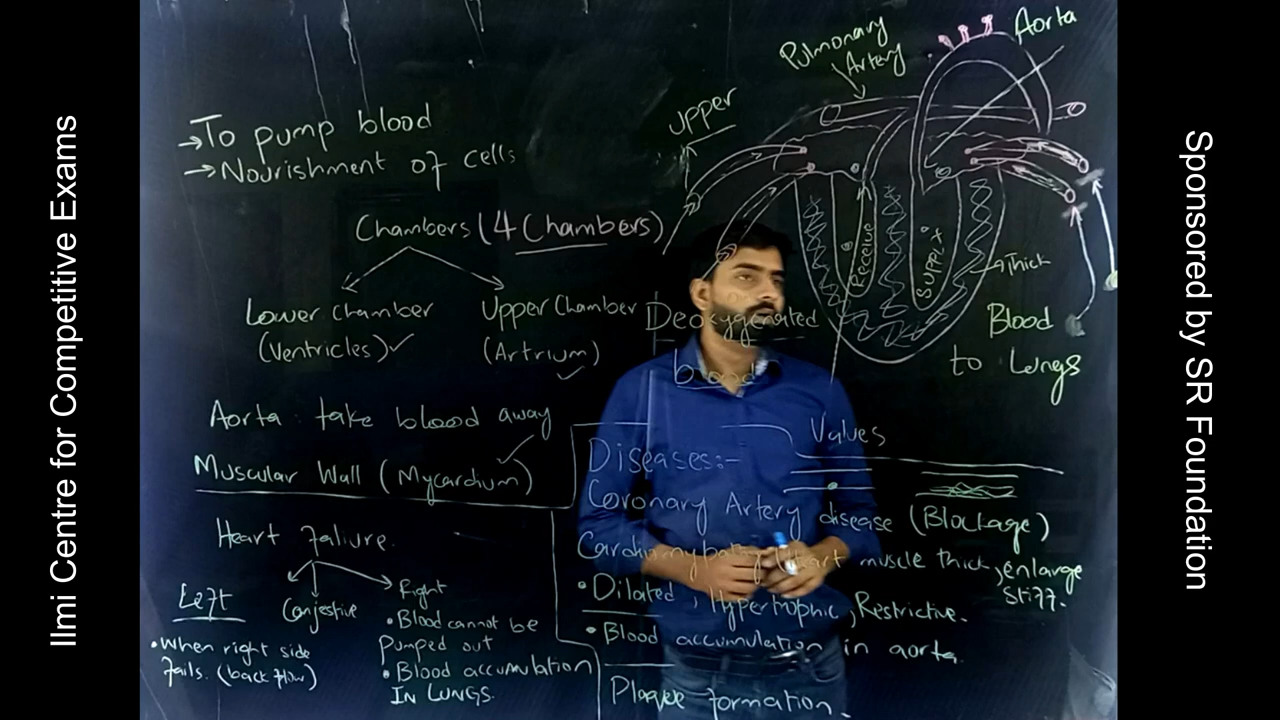 Ilmi Centre for Competitive Exams
→To pump blood
→Nourishment of cells
Chambers (4 Chambers)
Lower chamber
(Ventricles)✓
Upper Chamber
(Artrium)
✓
Aorta : take bloood away
Muscular Wall (Mycardium)
Heart faliure.
Left
•When right side
fails. (back flow)
Conjestive
Right
•Blood cannot be
pumped out
•Blood accumulation
IN LUNGS.
Pulmonary
Artery
Aorta
Upper
Receive
Supply
Thick
Deoxygenated
blood
Blood
to Lungs
Values
Diseases:-
Coronary Artery disease (Blockage)
muscle thick, enlarge
stiff.
•Dilated, Hypertrophic, Restrictive.
•Blood accumulation in aorta.
Plaque formation.
Sponsored by SR Foundation